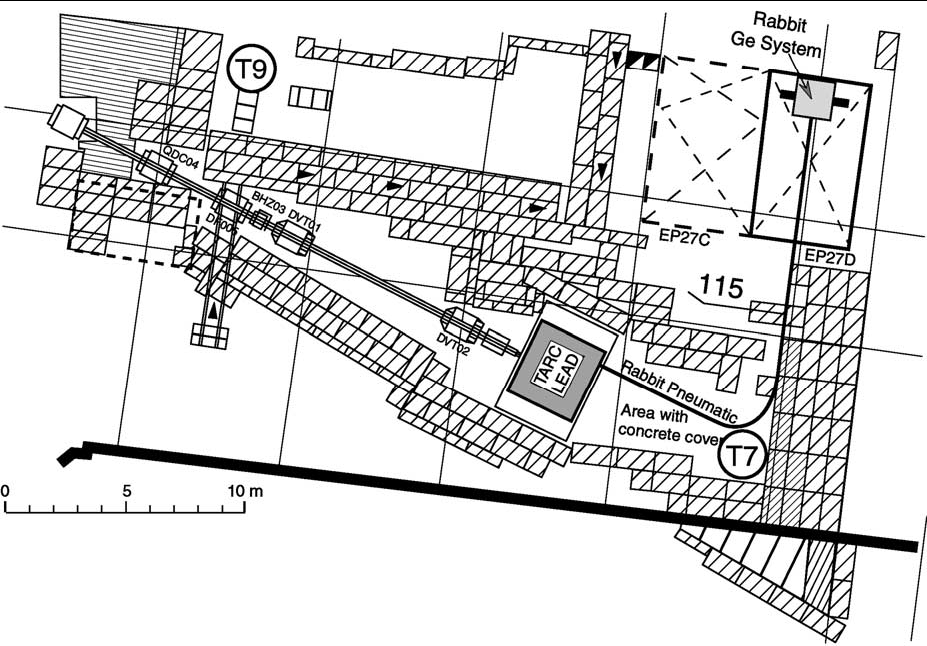 Rabbit
Ge System
T9
QDC04
BHZ03 DVT01
EP27C
EP27D
115
DVT02
TARC
LEAD
Rabbit Pneumatic
Area with
concrete cover
T7
0 5 10 m